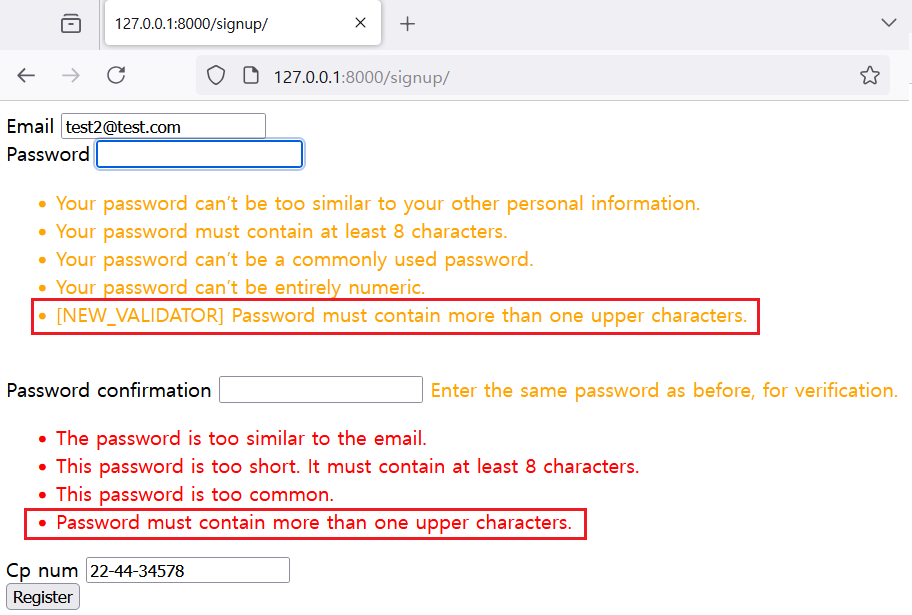 127.0.0.1:8000/signup/
127.0.0.1:8000/signup/
Email test2@test.com
Password
Your password can't be too similar to your other personal information.
Your password must contain at least 8 characters.
Your password can't be a commonly used password.
Your password can't be entirely numeric.
[NEW_VALIDATOR] Password must contain more than one upper characters.
Password confirmation Enter the same password as before, for verification.
The password is too similar to the email.
This password is too short. It must contain at least 8 characters.
This password is too common.
Password must contain more than one upper characters.
Cp num 22-44-34578
Register